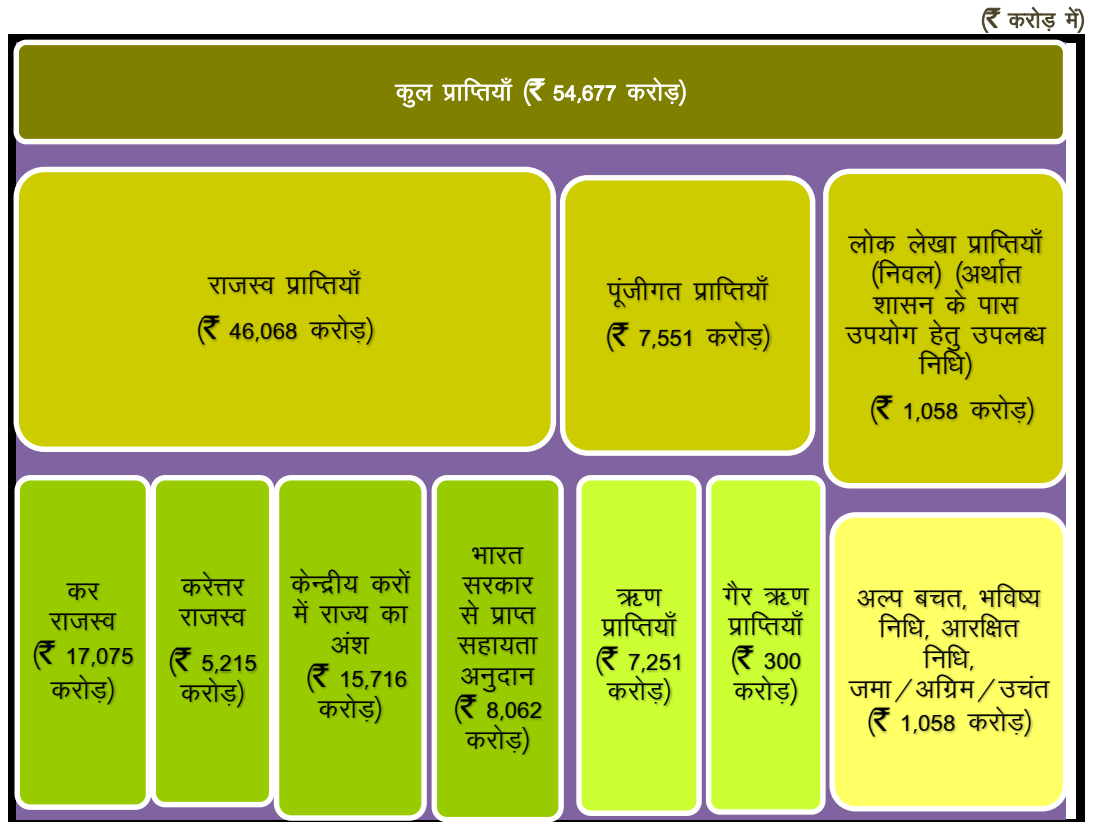 (₹ करोड़ में)
कुल प्राप्तियाँ (₹ 54,677 करोड़)
राजस्व प्राप्तियाँ
(₹ 46,068 करोड़)
पूंजीगत प्राप्तियाँ
(₹ 7,551 करोड़)
लोक लेखा प्राप्तियाँ
(निवल) (अर्थात
शासन के पास
उपयोग हेतु उपलब्ध
निधि)
(₹ 1,058 करोड़)
कर
राजस्व
(₹ 17,075
करोड़)
करेत्तर
राजस्व
(₹ 5,215
करोड़)
केन्द्रीय करों
में राज्य का
अंश
(₹ 15,716
करोड़)
भारत
सरकार
से प्राप्त
सहायता
अनुदान
(₹ 8,062
करोड़)
ऋण
प्राप्तियाँ
(₹ 7,251
करोड़)
गैर ऋण
प्राप्तियाँ
(₹ 300
करोड़)
अल्प बचत, भविष्य
निधि, आरक्षित
निधि,
जमा/अग्रिम/उचंत
(₹ 1,058 करोड़)